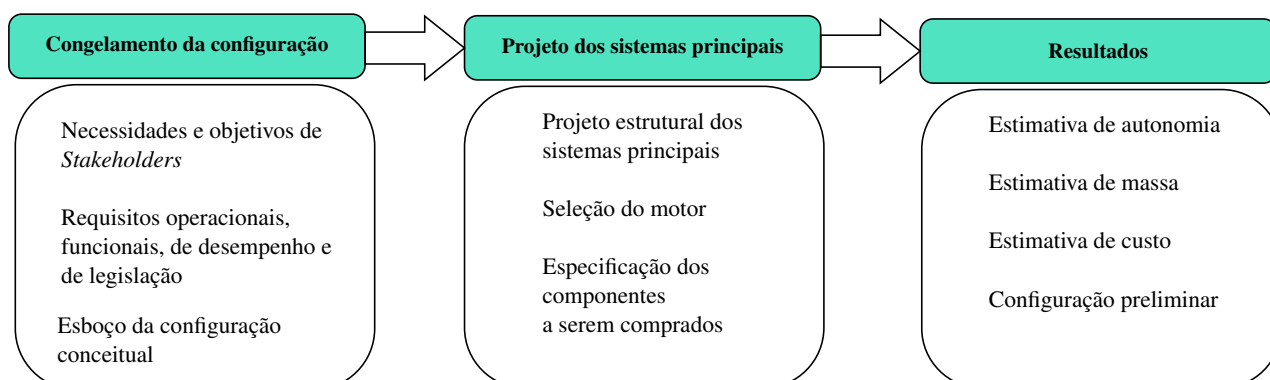 Congelamento da configuração
Necessidades e objetivos de
Stakeholders
Requisitos operacionais,
funcionais, de desempenho e
de legislação
Esboço da configuração
conceitual
Projeto dos sistemas principais
Projeto estrutural dos
sistemas principais
Seleção do motor
Especificação dos
componentes
a serem comprados
Resultados
Estimativa de autonomia
Estimativa de massa
Estimativa de custo
Configuração preliminar